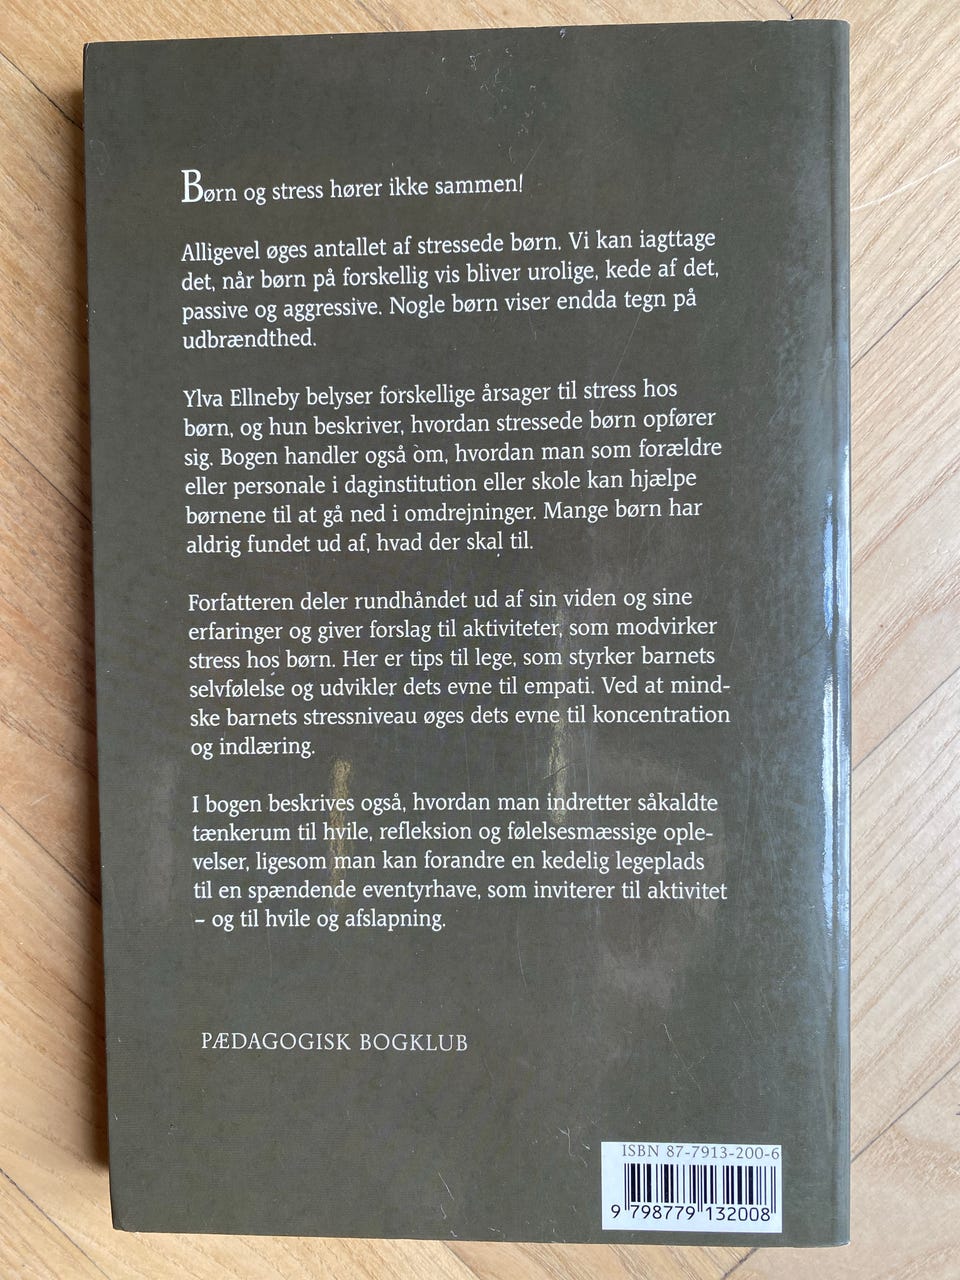 Børn og stress hører ikke sammen!
Alligevel øges antallet af stressede børn. Vi kan iagttage
det, når børn på forskellig vis bliver urolige, kede af det,
passive og aggressive. Nogle børn viser endda tegn på
udbrændthed.
Ylva Ellneby belyser forskellige årsager til stress hos
børn, og hun beskriver, hvordan stressede børn opfører
sig. Bogen handler også om, hvordan man som forældre
eller personale i daginstitution eller skole kan hjælpe
børnene til at gå ned i omdrejninger. Mange børn har
aldrig fundet ud af, hvad der skal til.
Forfatteren deler rundhåndet ud af sin viden og sine
erfaringer og giver forslag til aktiviteter, som modvirker
stress hos børn. Her er tips til lege, som styrker barnets
selvfølelse og udvikler dets evne til empati. Ved at mind-
ske barnets stressniveau øges dets evne til koncentration
og indlæring.
I bogen beskrives også, hvordan man indretter såkaldte
tænkerum til hvile, refleksion og følelsesmæssige ople-
velser, ligesom man kan forandre en kedelig legeplads
til en spændende eventyrhave, som inviterer til aktivitet
– og til hvile og afslapning.
PÆDAGOGISK BOGKLUB
ISBN 87-7913-200-6
9 798779 132008